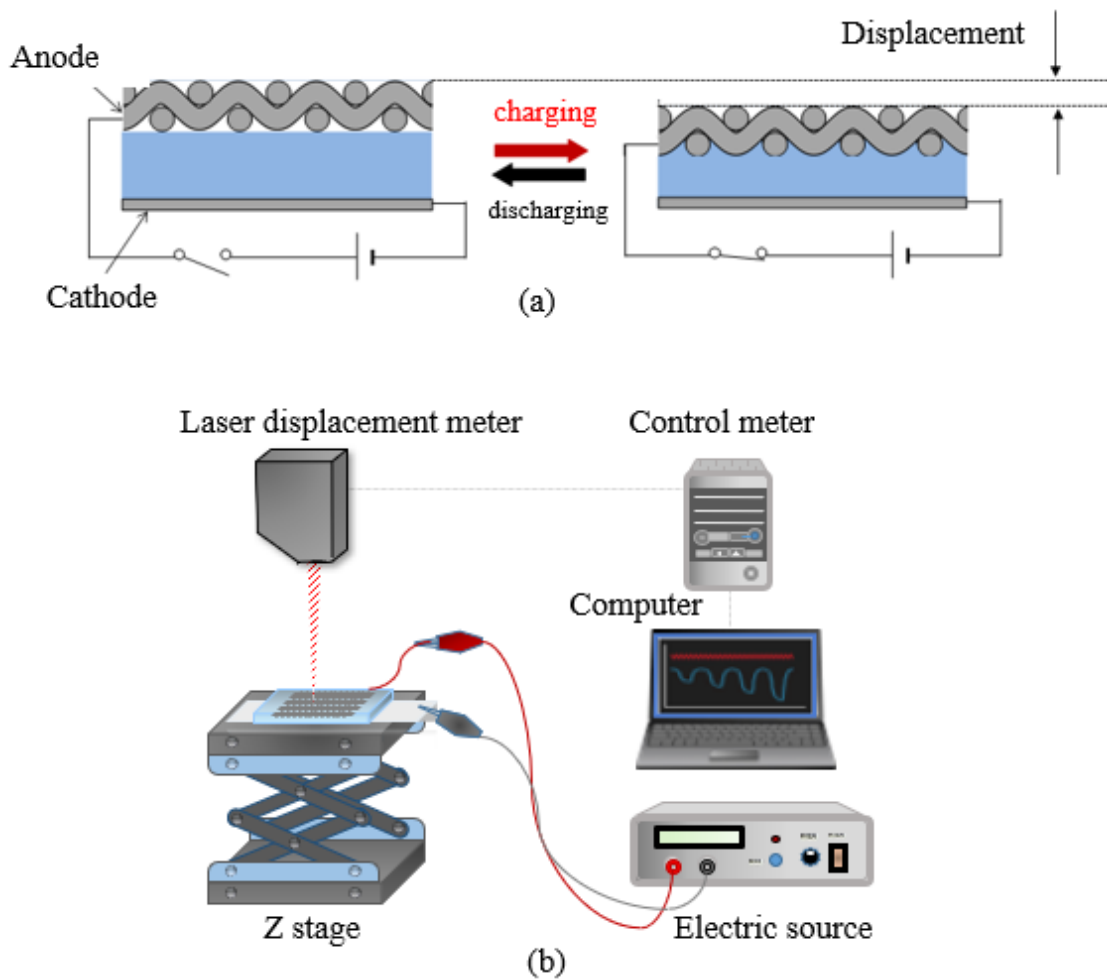 Displacement
Anode
charging
discharging
Cathode
(a)
Laser displacement meter
Control meter
Computer
Z stage
Electric source
(b)